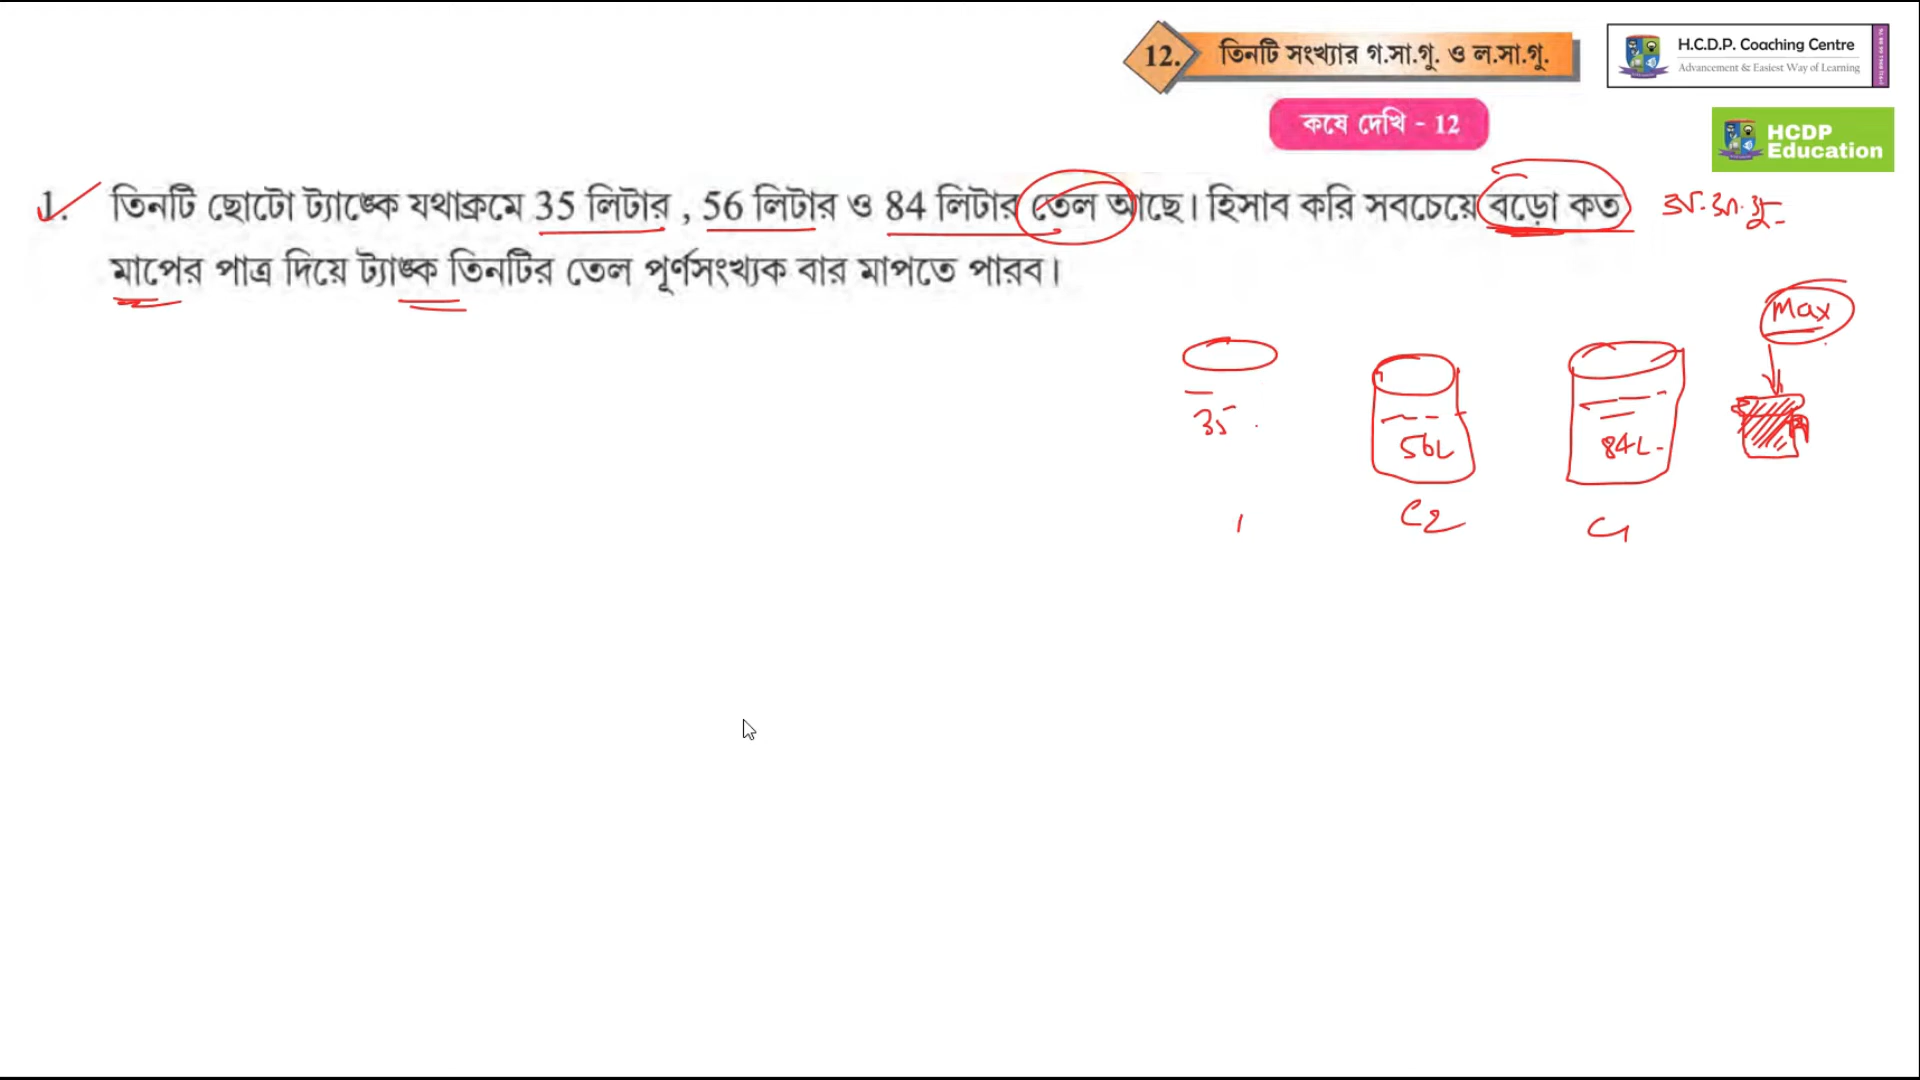 12. তিনটি সংখ্যার গ.সা.গু. ও ল.সা.গু.
H.C.D.P. Coaching Centre
Advancement & Easiest Way of Learning
কষে দেখি - 12
HCDP
Education
1. তিনটি ছোটো ট্যাঙ্কে যথাক্রমে 35 লিটার , 56 লিটার ও 84 লিটার তেল আছে। হিসাব করি সবচেয়ে বড়ো কত
গ.সা.গু.
মাপের পাত্র দিয়ে ট্যাঙ্ক তিনটির তেল পূর্ণসংখ্যক বার মাপতে পারব।
Max
35
56L
84L